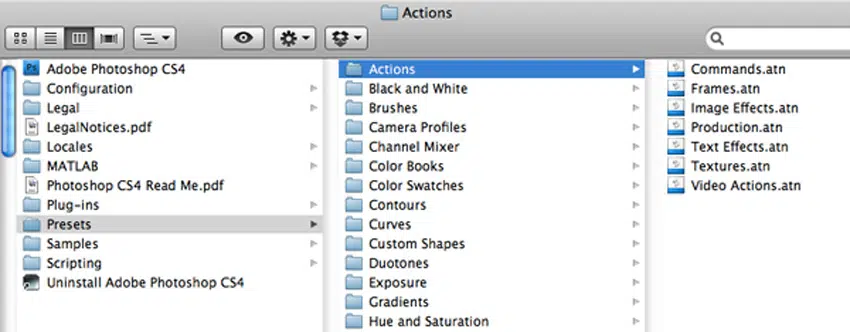 Actions
Adobe Photoshop CS4
Configuration
Legal
LegalNotices.pdf
Locales
MATLAB
Photoshop CS4 Read Me.pdf
Plug-ins
Presets
Samples
Scripting
Uninstall Adobe Photoshop CS4
Actions
Black and White
Brushes
Camera Profiles
Channel Mixer
Color Books
Color Swatches
Contours
Curves
Custom Shapes
Duotones
Exposure
Gradients
Hue and Saturation
Commands.atn
Frames.atn
Image Effects.atn
Production.atn
Text Effects.atn
Textures.atn
Video Actions.atn